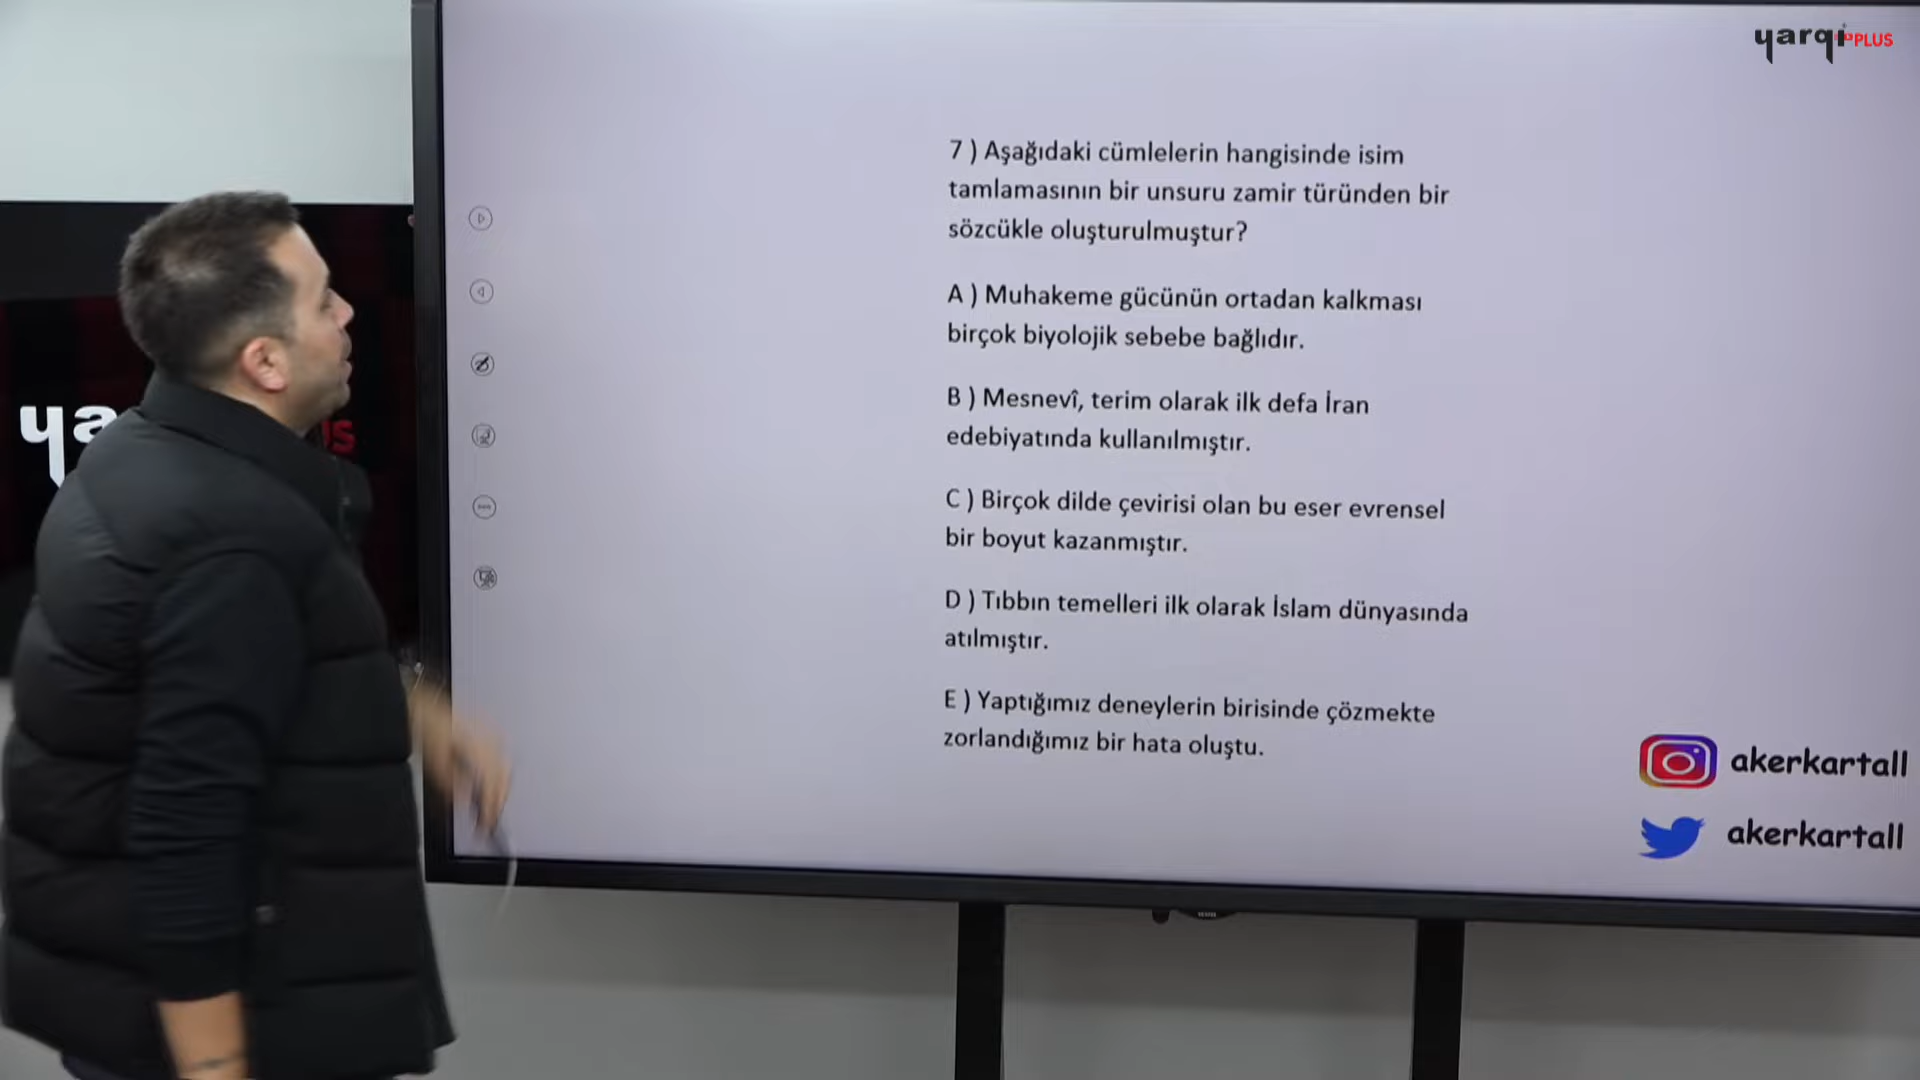 yarqı PLUS
7 ) Aşağıdaki cümlelerin hangisinde isim
tamlamasının bir unsuru zamir türünden bir
sözcükle oluşturulmuştur?
A ) Muhakeme gücünün ortadan kalkması
birçok biyolojik sebebe bağlıdır.
B ) Mesnevî, terim olarak ilk defa İran
edebiyatında kullanılmıştır.
C ) Birçok dilde çevirisi olan bu eser evrensel
bir boyut kazanmıştır.
D ) Tıbbın temelleri ilk olarak İslam dünyasında
atılmıştır.
E ) Yaptığımız deneylerin birisinde çözmekte
zorlandığımız bir hata oluştu.
akerkartall
akerkartall